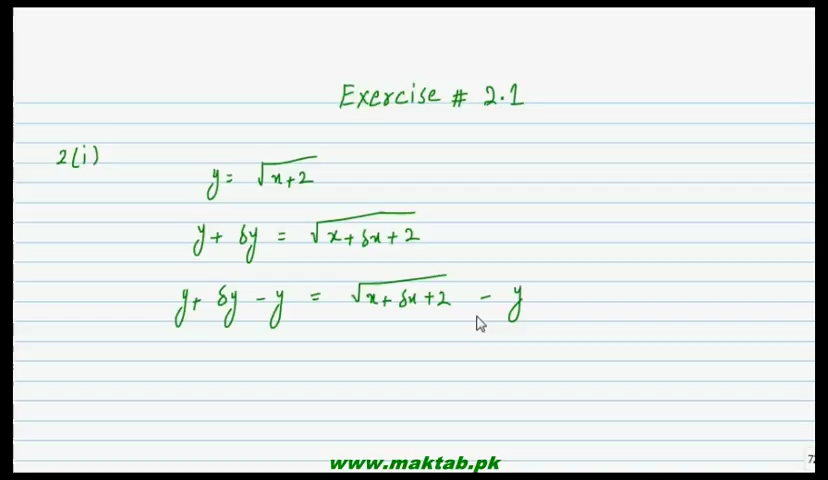 Exercise # 2.1
2(i)
y = √x+2
y + δy = √x + δx + 2
y + δy - y = √x + δx + 2 - y
www.maktab.pk